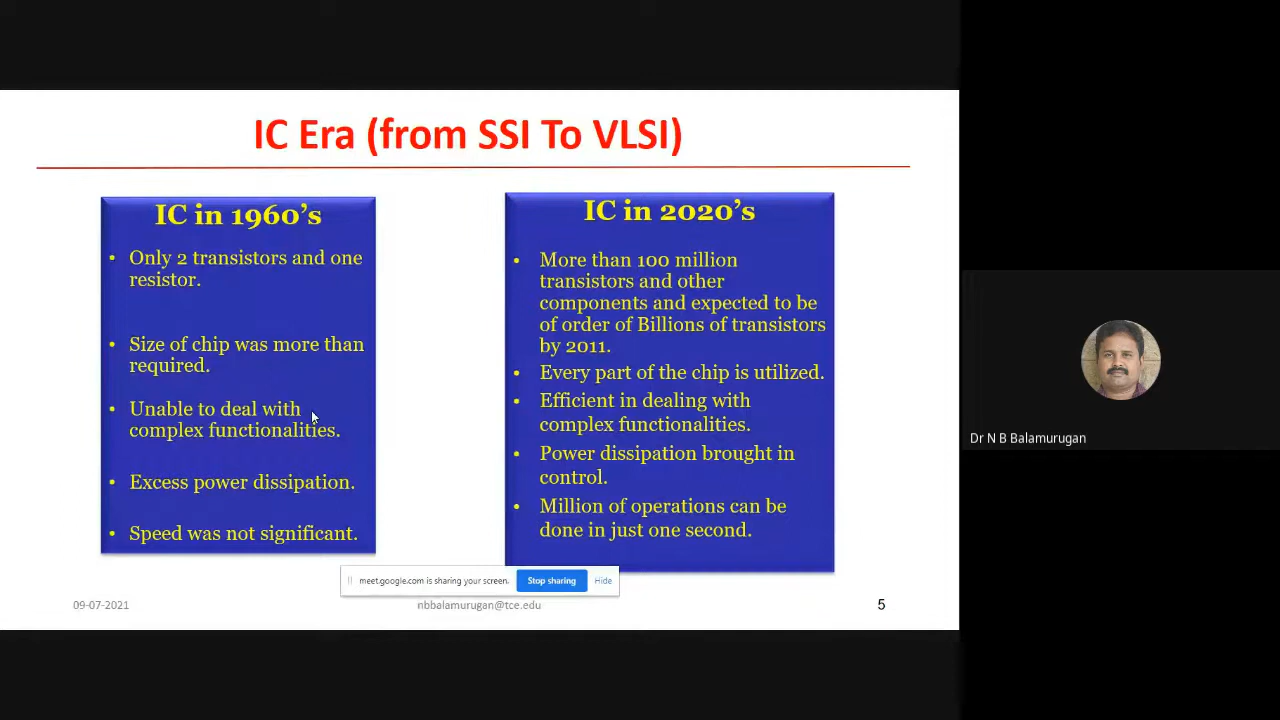 IC Era (from SSI To VLSI)
IC in 1960's
• Only 2 transistors and one
resistor.
• Size of chip was more than
required.
• Unable to deal with
complex functionalities.
• Excess power dissipation.
• Speed was not significant.
IC in 2020's
• More than 100 million
transistors and other
components and expected to be
of order of Billions of transistors
by 2011.
• Every part of the chip is utilized.
• Efficient in dealing with
complex functionalities.
• Power dissipation brought in
control.
• Million of operations can be
done in just one second.
meet.google.com is sharing your screen. Stop sharing Hide
09-07-2021 nbbalamurugan@tce.edu 5
Dr N B Balamurugan